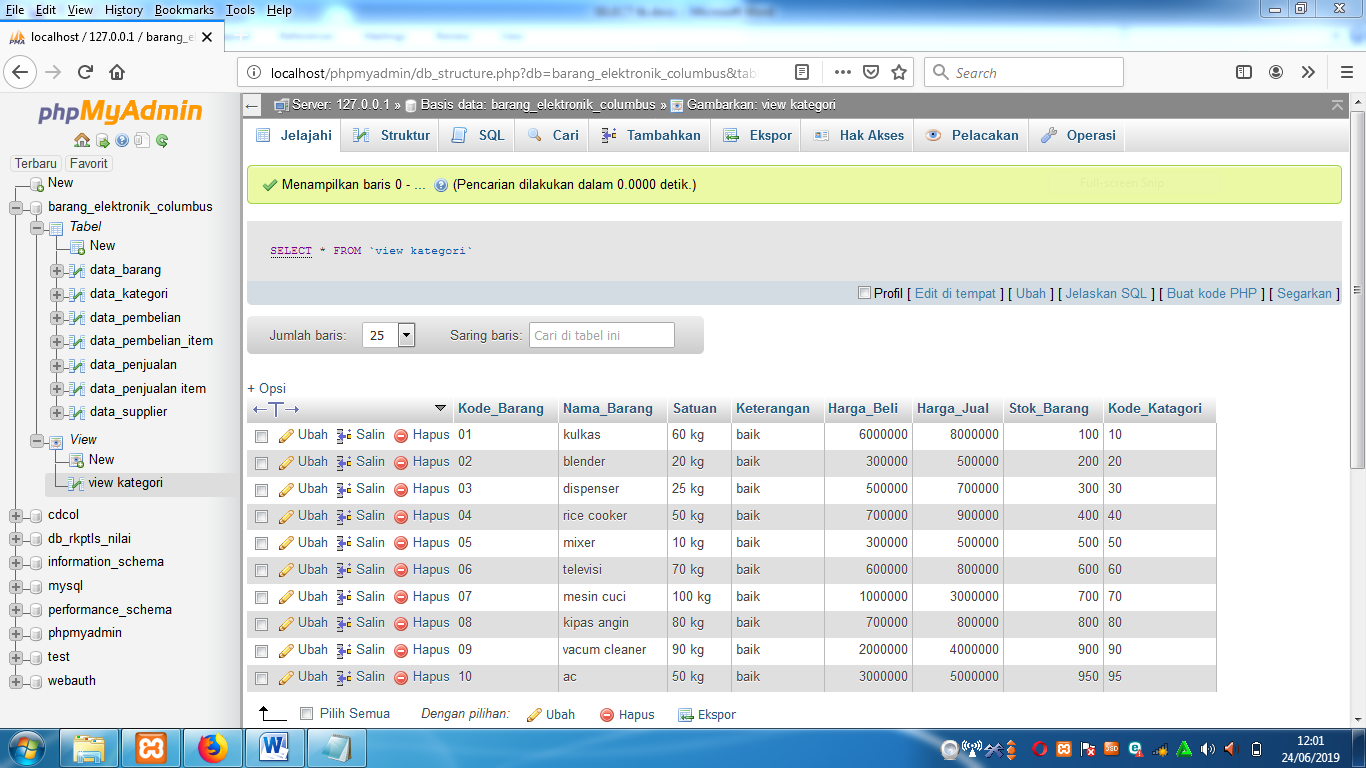 File Edit View History Bookmarks Tools Help
localhost / 127.0.0.1 / barang_el
localhost/phpmyadmin/db_structure.php?db=barang_elektronik_columbus&tab
Search
phpMyAdmin
Terbaru Favorit
New
barang_elektronik_columbus
Tabel
New
data_barang
data_kategori
data_pembelian
data_pembelian_item
data_penjualan
data_penjualan item
data_supplier
View
New
view kategori
cdcol
db_rkptls_nilai
information_schema
mysql
performance_schema
phpmyadmin
test
webauth
Server: 127.0.0.1 » Basis data: barang_elektronik_columbus » Gambarkan: view kategori
Jelajahi Struktur SQL Cari Tambahkan Ekspor Hak Akses Pelacakan Operasi
Menampilkan baris 0 - ... (Pencarian dilakukan dalam 0.0000 detik.)
SELECT * FROM `view kategori`
Profil [ Edit di tempat ] [ Ubah ] [ Jelaskan SQL ] [ Buat kode PHP ] [ Segarkan ]
Jumlah baris: 25 Saring baris: Cari di tabel ini
+ Opsi
←T→ Kode_Barang Nama_Barang Satuan Keterangan Harga_Beli Harga_Jual Stok_Barang Kode_Katagori
Ubah Salin Hapus 01 kulkas 60 kg baik 6000000 8000000 100 10
Ubah Salin Hapus 02 blender 20 kg baik 300000 500000 200 20
Ubah Salin Hapus 03 dispenser 25 kg baik 500000 700000 300 30
Ubah Salin Hapus 04 rice cooker 50 kg baik 700000 900000 400 40
Ubah Salin Hapus 05 mixer 10 kg baik 300000 500000 500 50
Ubah Salin Hapus 06 televisi 70 kg baik 600000 800000 600 60
Ubah Salin Hapus 07 mesin cuci 100 kg baik 1000000 3000000 700 70
Ubah Salin Hapus 08 kipas angin 80 kg baik 700000 800000 800 80
Ubah Salin Hapus 09 vacum cleaner 90 kg baik 2000000 4000000 900 90
Ubah Salin Hapus 10 ac 50 kg baik 3000000 5000000 950 95
Pilih Semua Dengan pilihan: Ubah Hapus Ekspor
12:01
24/06/2019